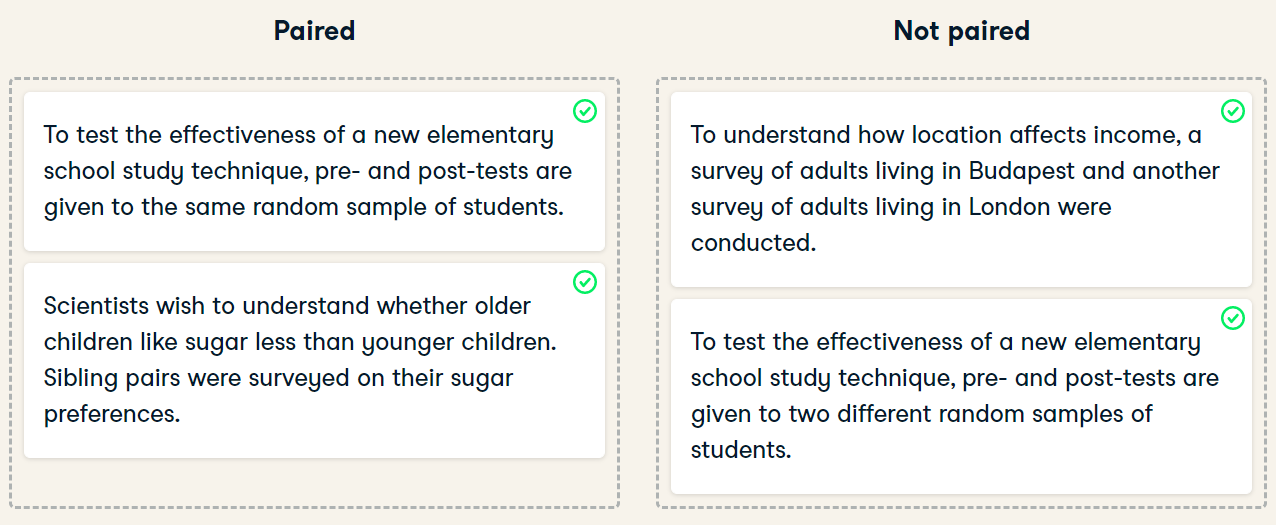 Paired
To test the effectiveness of a new elementary
school study technique, pre- and post-tests are
given to the same random sample of students.
Scientists wish to understand whether older
children like sugar less than younger children.
Sibling pairs were surveyed on their sugar
preferences.
Not paired
To understand how location affects income, a
survey of adults living in Budapest and another
survey of adults living in London were
conducted.
To test the effectiveness of a new elementary
school study technique, pre- and post-tests are
given to two different random samples of
students.